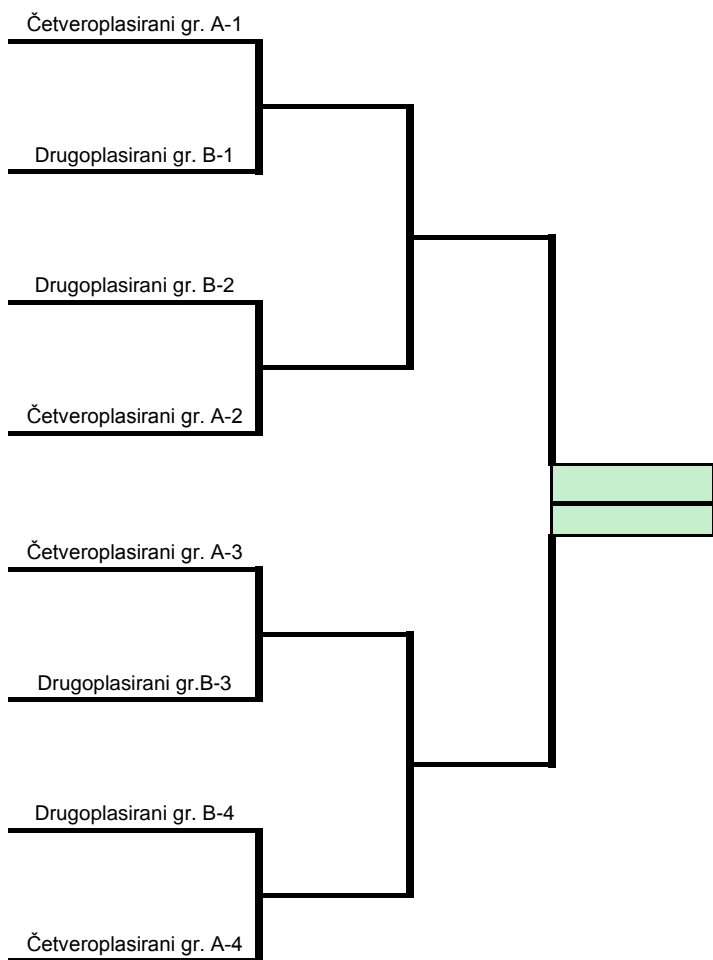 Četveroplasirani gr. A-1
Drugoplasirani gr. B-1
Drugoplasirani gr. B-2
Četveroplasirani gr. A-2
Četveroplasirani gr. A-3
Drugoplasirani gr.B-3
Drugoplasirani gr. B-4
Četveroplasirani gr. A-4